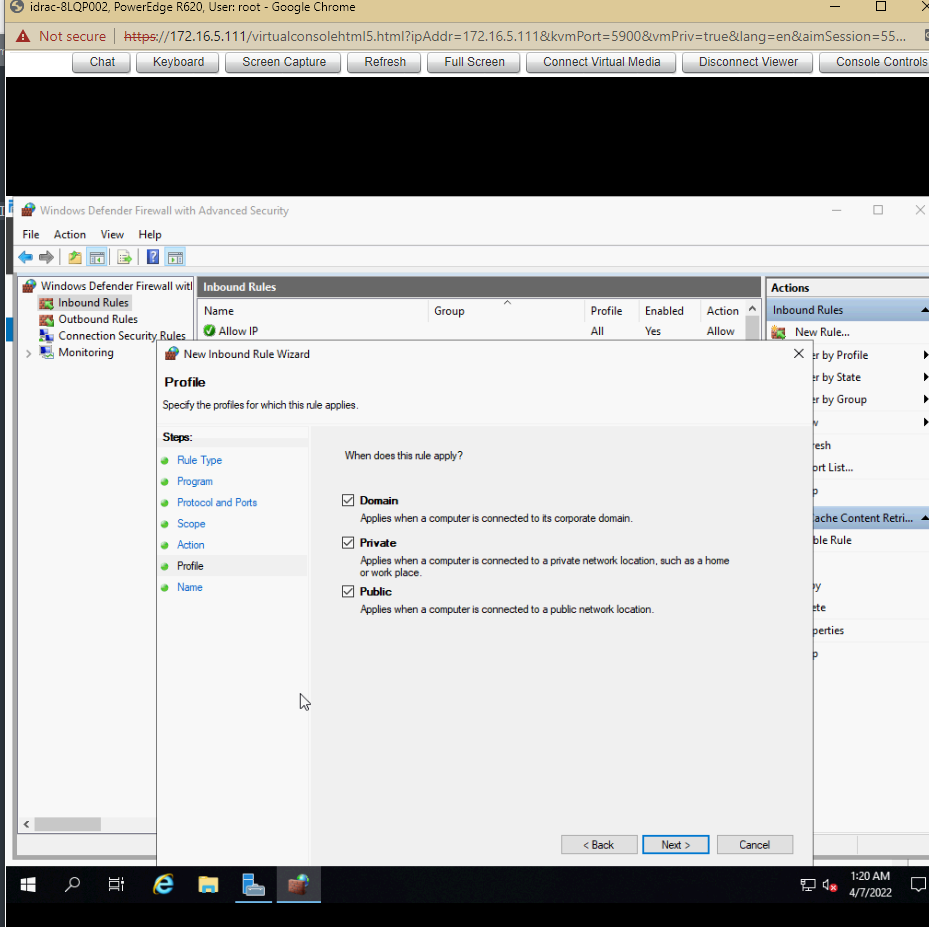 idrac-8LQP002, PowerEdge R620, User: root - Google Chrome
Not secure | https://172.16.5.111/virtualconsolehtml5.html?ipAddr=172.16.5.111&kvmPort=5900&vmPriv=true&lang=en&aimSession=55...
Chat Keyboard Screen Capture Refresh Full Screen Connect Virtual Media Disconnect Viewer Console Controls
Windows Defender Firewall with Advanced Security
File Action View Help
Windows Defender Firewall wit
Inbound Rules
Outbound Rules
Connection Security Rules
Monitoring
Inbound Rules
Name Group Profile Enabled Action
Allow IP All Yes Allow
Actions
Inbound Rules
New Rule...
er by Profile
er by State
er by Group
w
resh
ort List...
p
ache Content Retri...
ble Rule
py
ete
perties
p
New Inbound Rule Wizard
Profile
Specify the profiles for which this rule applies.
Steps:
Rule Type
Program
Protocol and Ports
Scope
Action
Profile
Name
When does this rule apply?
Domain
Applies when a computer is connected to its corporate domain.
Private
Applies when a computer is connected to a private network location, such as a home
or work place.
Public
Applies when a computer is connected to a public network location.
< Back Next > Cancel
1:20 AM
4/7/2022